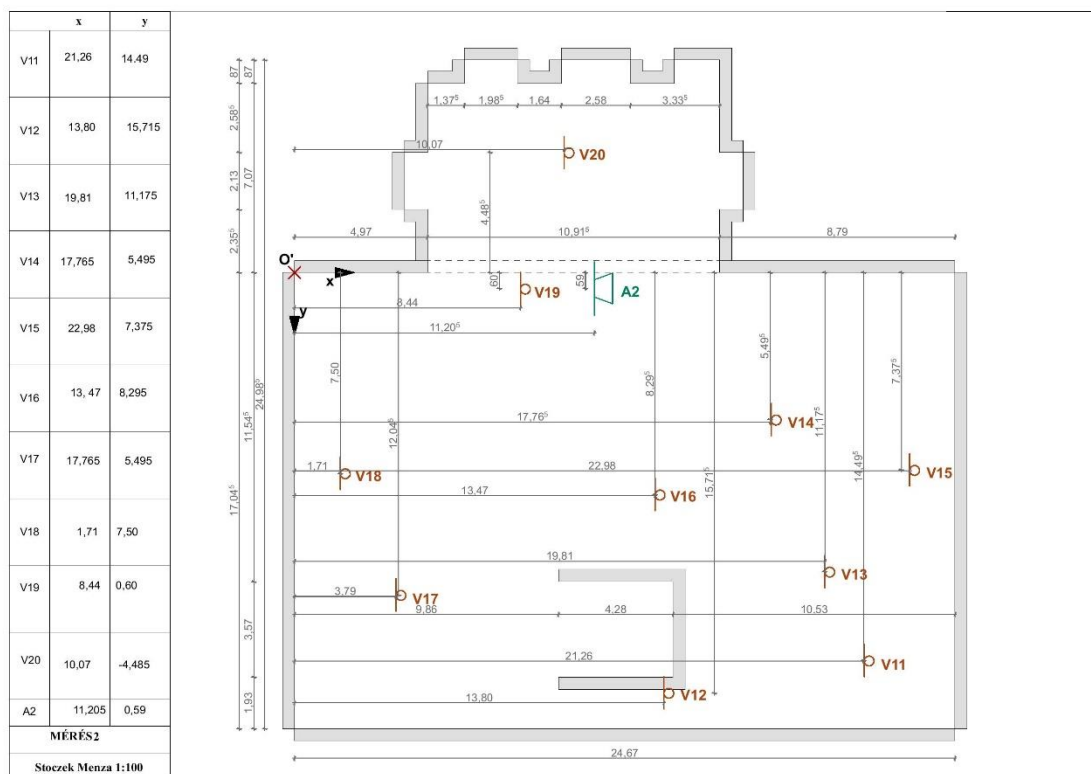 x y
V11 21,26 14,49
V12 13,80 15,715
V13 19,81 11,175
V14 17,765 5,495
V15 22,98 7,375
V16 13, 47 8,295
V17 17,765 5,495
V18 1,71 7,50
V19 8,44 0,60
V20 10,07 -4,485
A2 11,205 0,59
MÉRÉS2
Stoczek Menza 1:100
87 87
1.37⁵ 1.98⁵ 1.64 2.58 3.33⁵
2,58⁵
10,07
V20
2,13 7,07
4.48⁵
2.35⁵
4,97 10,91⁵ 8,79
O'
x
60
V19
59
A2
y
8,44
11,20⁵
7,50
5,49⁵
7,37⁵
8,29⁵
11,54⁵ 24,98⁵
17,76⁵
V14
12,04⁵
11,17⁵
1,71
V18
22,98
V15
14,49⁵
13,47
V16
15,71⁵
17,04⁵
19,81
V13
3,79
V17
9,86 4,28 10,53
3,57
21,26
V11
13,80
V12
1,93
24,67